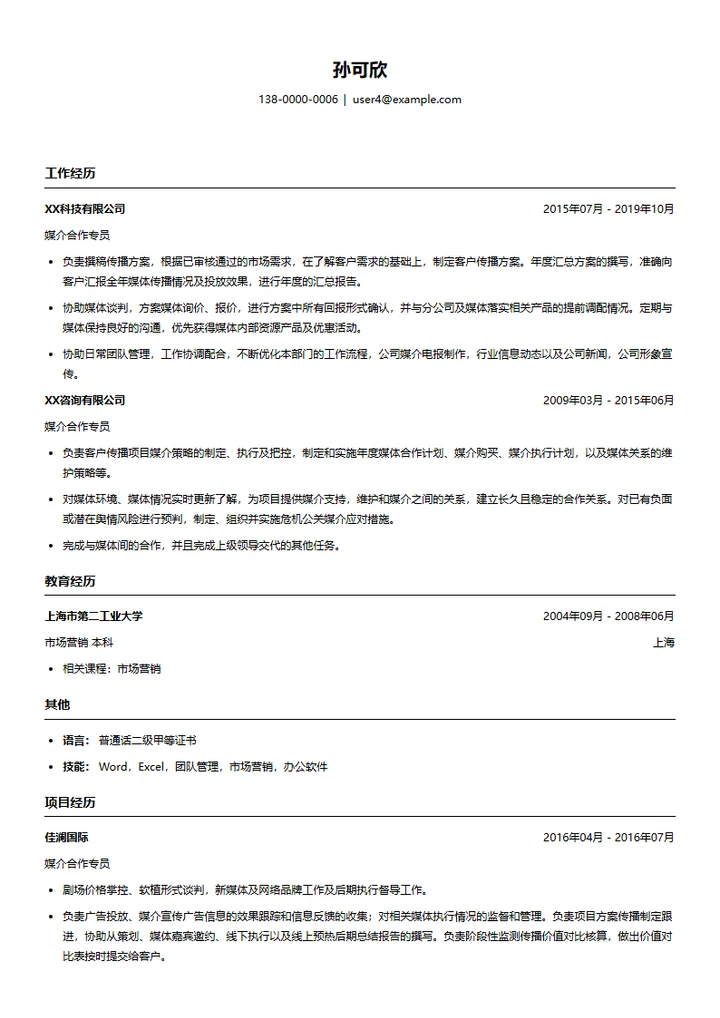 孙可欣
138-0000-0006 | user4@example.com
工作经历
XX科技有限公司 2015年07月 - 2019年10月
媒介合作专员
• 负责撰稿传播方案，根据已审核通过的市场需求，在了解客户需求的基础上，制定客户传播方案。年度汇总方案的撰写，准确向
客户汇报全年媒体传播情况及投放效果，进行年度的汇总报告。
• 协助媒体谈判，方案媒体询价、报价，进行方案中所有回报形式确认，并与分公司及媒体落实相关产品的提前调配情况。定期与
媒体保持良好的沟通，优先获得媒体内部资源产品及优惠活动。
• 协助日常团队管理，工作协调配合，不断优化本部门的工作流程，公司媒介电报制作，行业信息动态以及公司新闻，公司形象宣
传。
XX咨询有限公司 2009年03月 - 2015年06月
媒介合作专员
• 负责客户传播项目媒介策略的制定、执行及把控，制定和实施年度媒体合作计划、媒介购买、媒介执行计划，以及媒体关系的维
护策略等。
• 对媒体环境、媒体情况实时更新了解，为项目提供媒介支持，维护和媒介之间的关系，建立长久且稳定的合作关系。对已有负面
或潜在舆情风险进行预判，制定、组织并实施危机公关媒介应对措施。
• 完成与媒体间的合作，并且完成上级领导交代的其他任务。
教育经历
上海市第二工业大学 2004年09月 - 2008年06月
市场营销 本科 上海
• 相关课程：市场营销
其他
• 语言： 普通话二级甲等证书
• 技能： Word，Excel，团队管理，市场营销，办公软件
项目经历
佳澜国际 2016年04月 - 2016年07月
媒介合作专员
• 剧场价格掌控、软植形式谈判，新媒体及网络品牌工作及后期执行督导工作。
• 负责广告投放、媒介宣传广告信息的效果跟踪和信息反馈的收集；对相关媒体执行情况的监督和管理。负责项目方案传播制定跟
进，协助从策划、媒体嘉宾邀约、线下执行以及线上预热后期总结报告的撰写。负责阶段性监测传播价值对比核算，做出价值对
比表按时提交给客户。